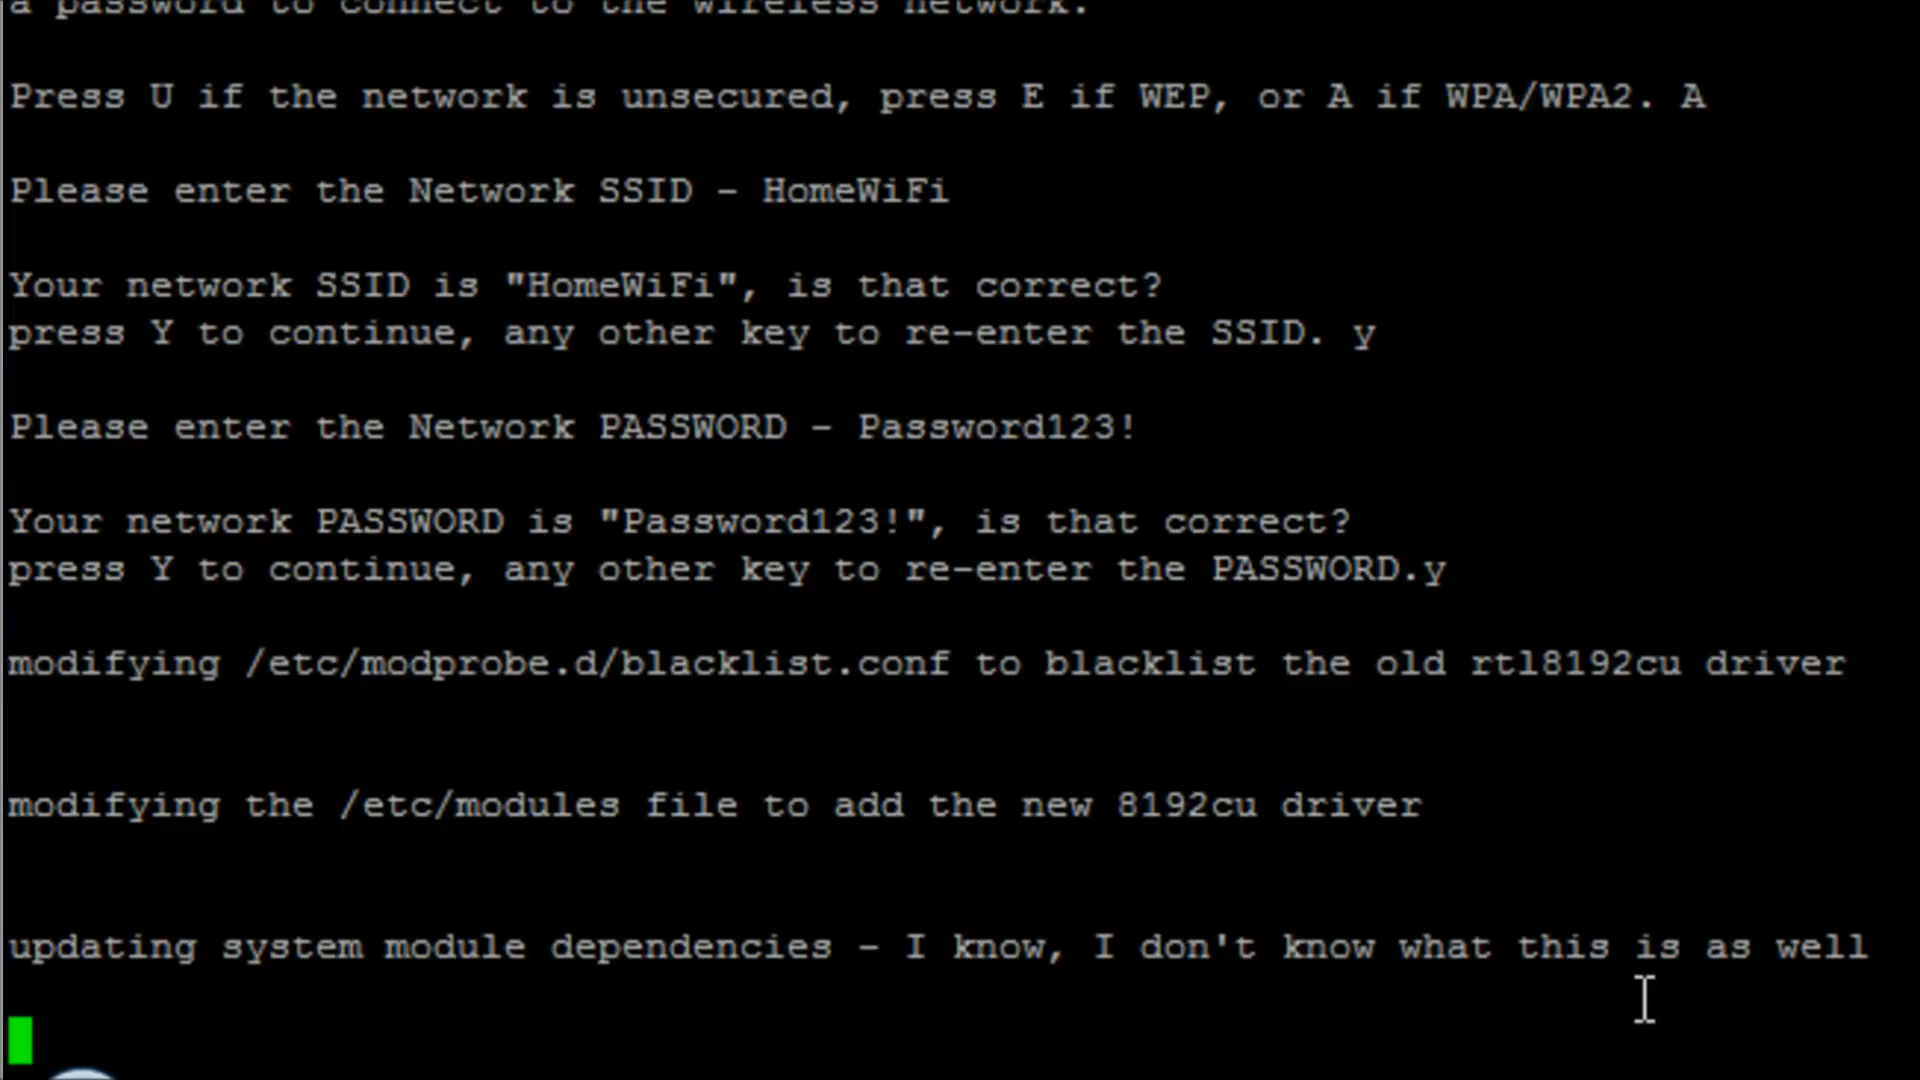 a password to connect to the wireless network.
Press U if the network is unsecured, press E if WEP, or A if WPA/WPA2. A
Please enter the Network SSID - HomeWiFi
Your network SSID is "HomeWiFi", is that correct?
press Y to continue, any other key to re-enter the SSID. y
Please enter the Network PASSWORD - Password123!
Your network PASSWORD is "Password123!", is that correct?
press Y to continue, any other key to re-enter the PASSWORD.y
modifying /etc/modprobe.d/blacklist.conf to blacklist the old rtl8192cu driver
modifying the /etc/modules file to add the new 8192cu driver
updating system module dependencies - I know, I don't know what this is as well